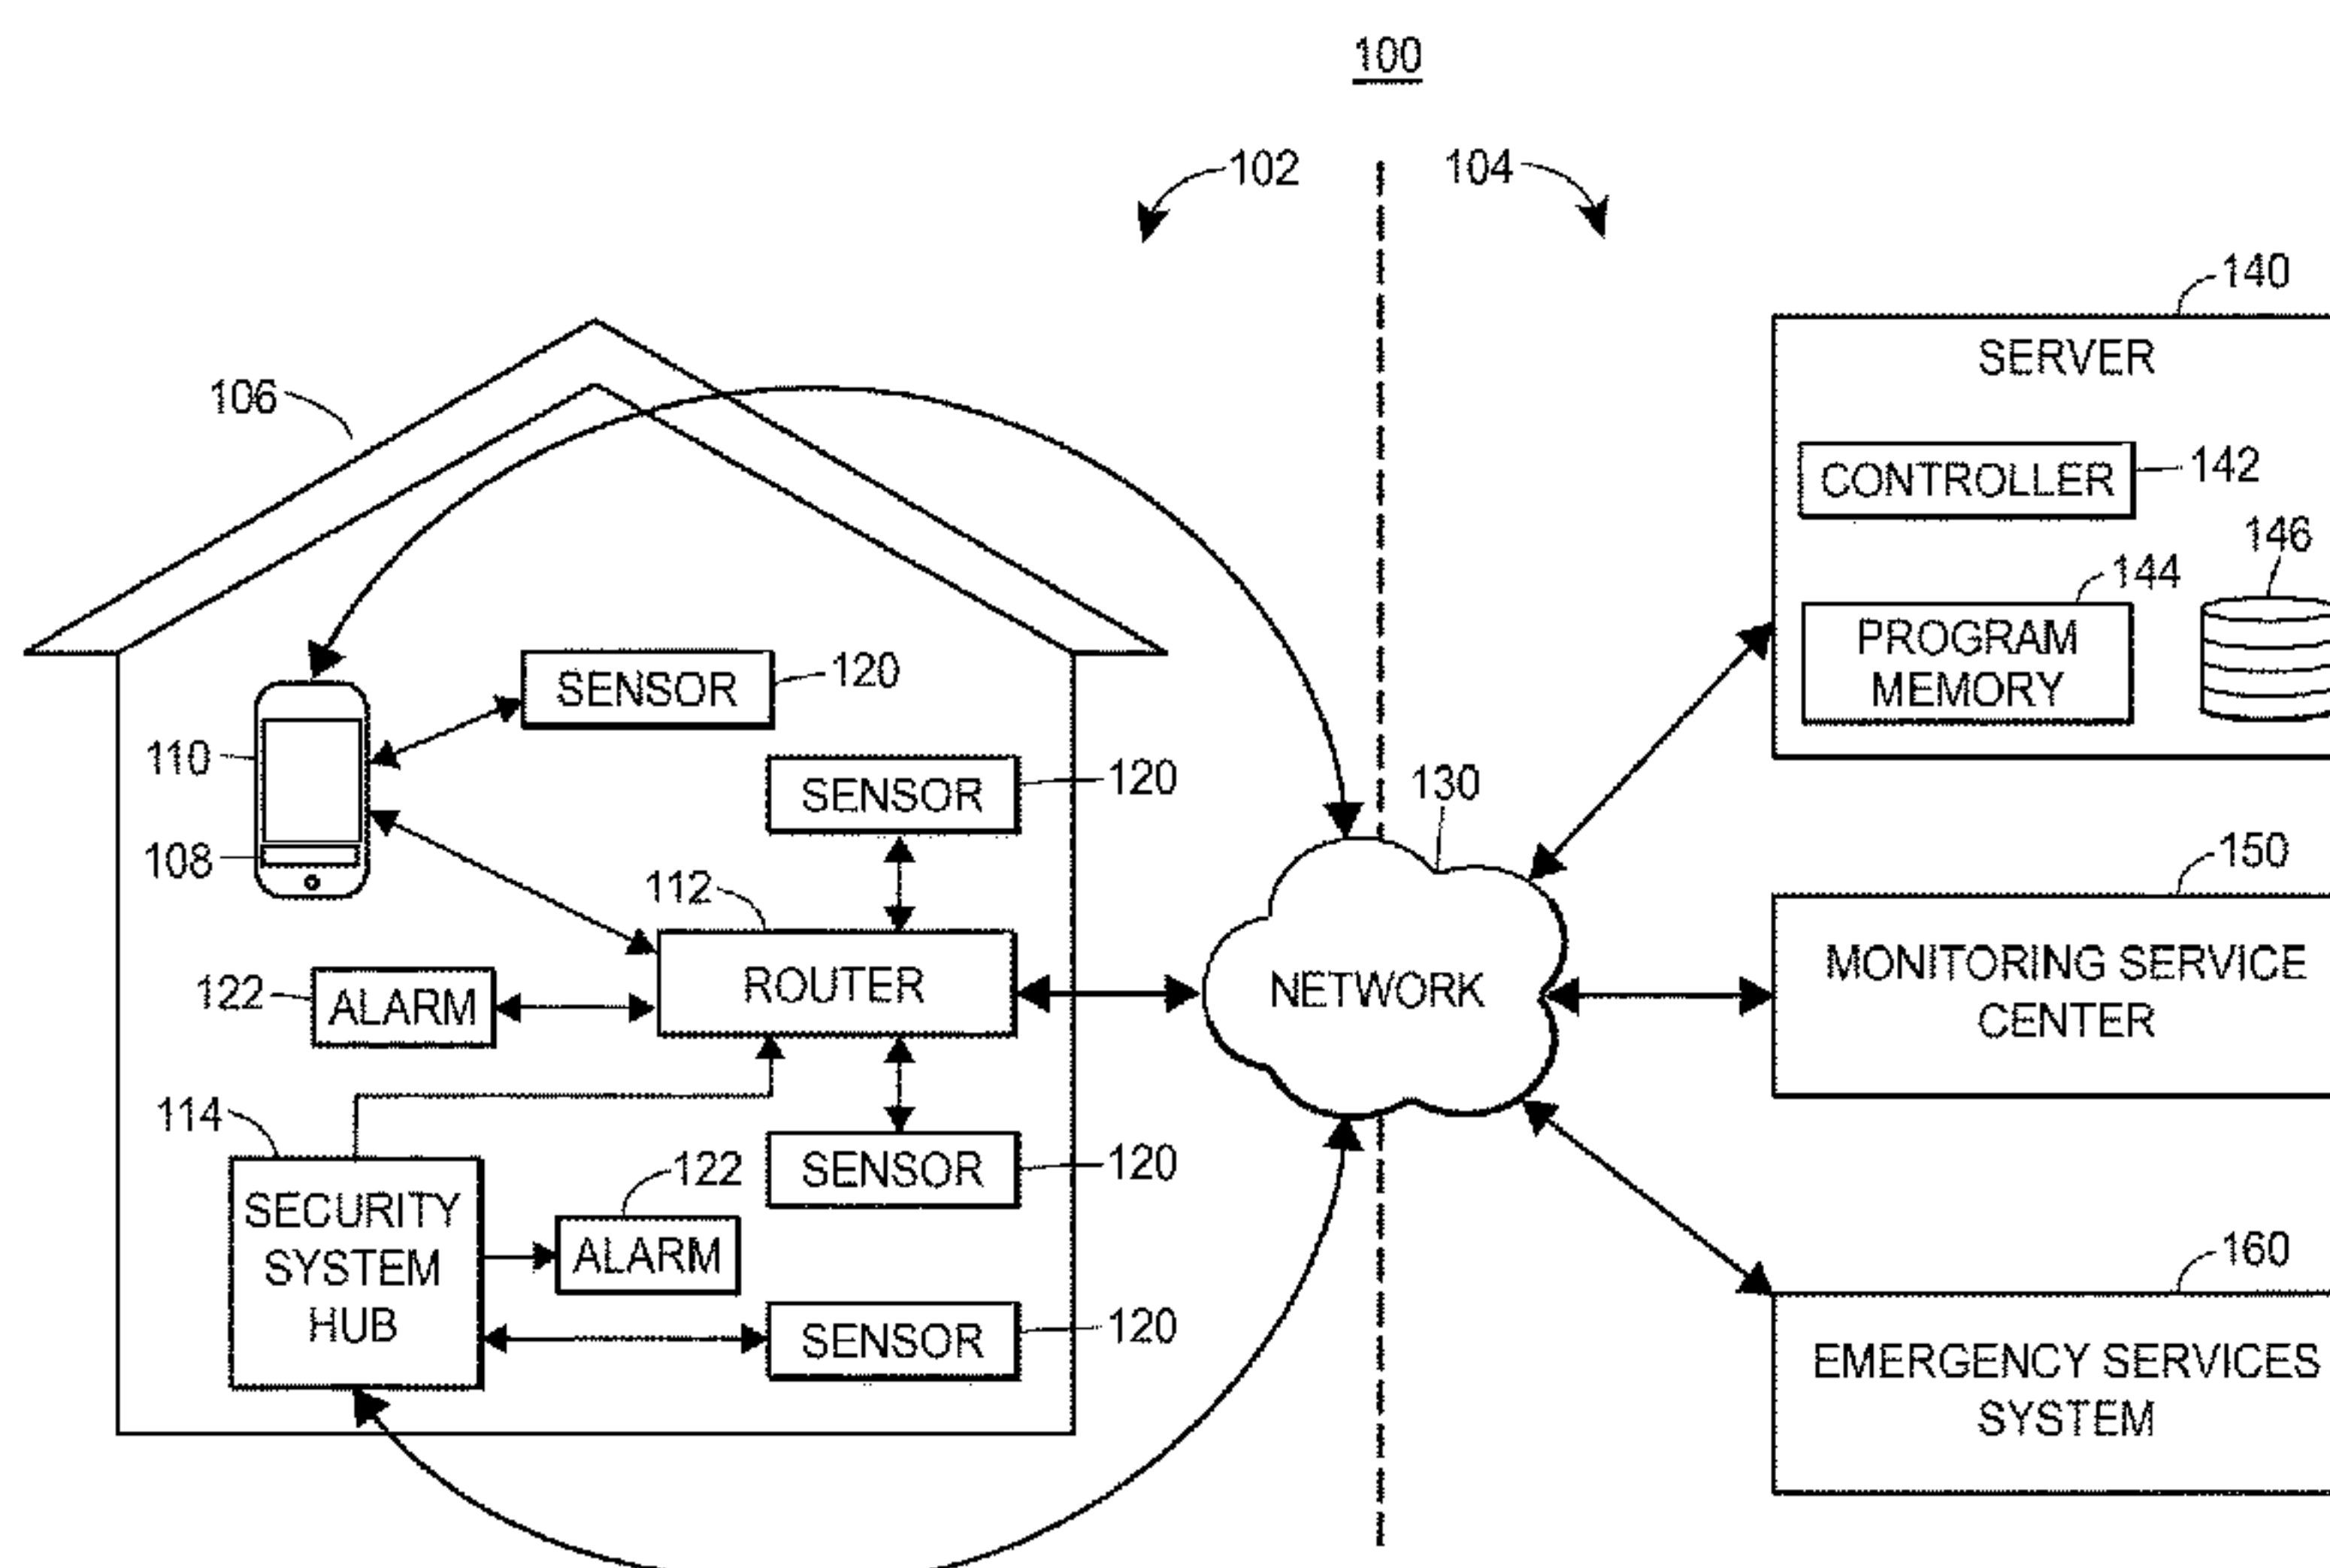 100
102
104
140
SERVER
106
CONTROLLER
142
146
144
PROGRAM
MEMORY
SENSOR
120
110
SENSOR
120
130
108
112
150
122
ALARM
ROUTER
NETWORK
MONITORING SERVICE
CENTER
114
SENSOR
120
122
SECURITY
SYSTEM
HUB
ALARM
160
SENSOR
120
EMERGENCY SERVICES
SYSTEM